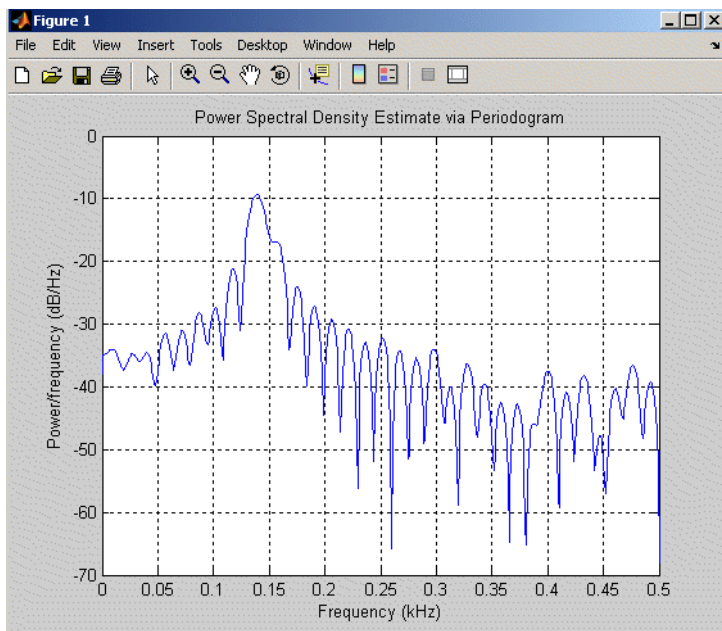 Figure 1
File Edit View Insert Tools Desktop Window Help
Power Spectral Density Estimate via Periodogram
0
-10
-20
-30
-40
-50
-60
-70
Power/frequency (dB/Hz)
0 0.05 0.1 0.15 0.2 0.25 0.3 0.35 0.4 0.45 0.5
Frequency (kHz)